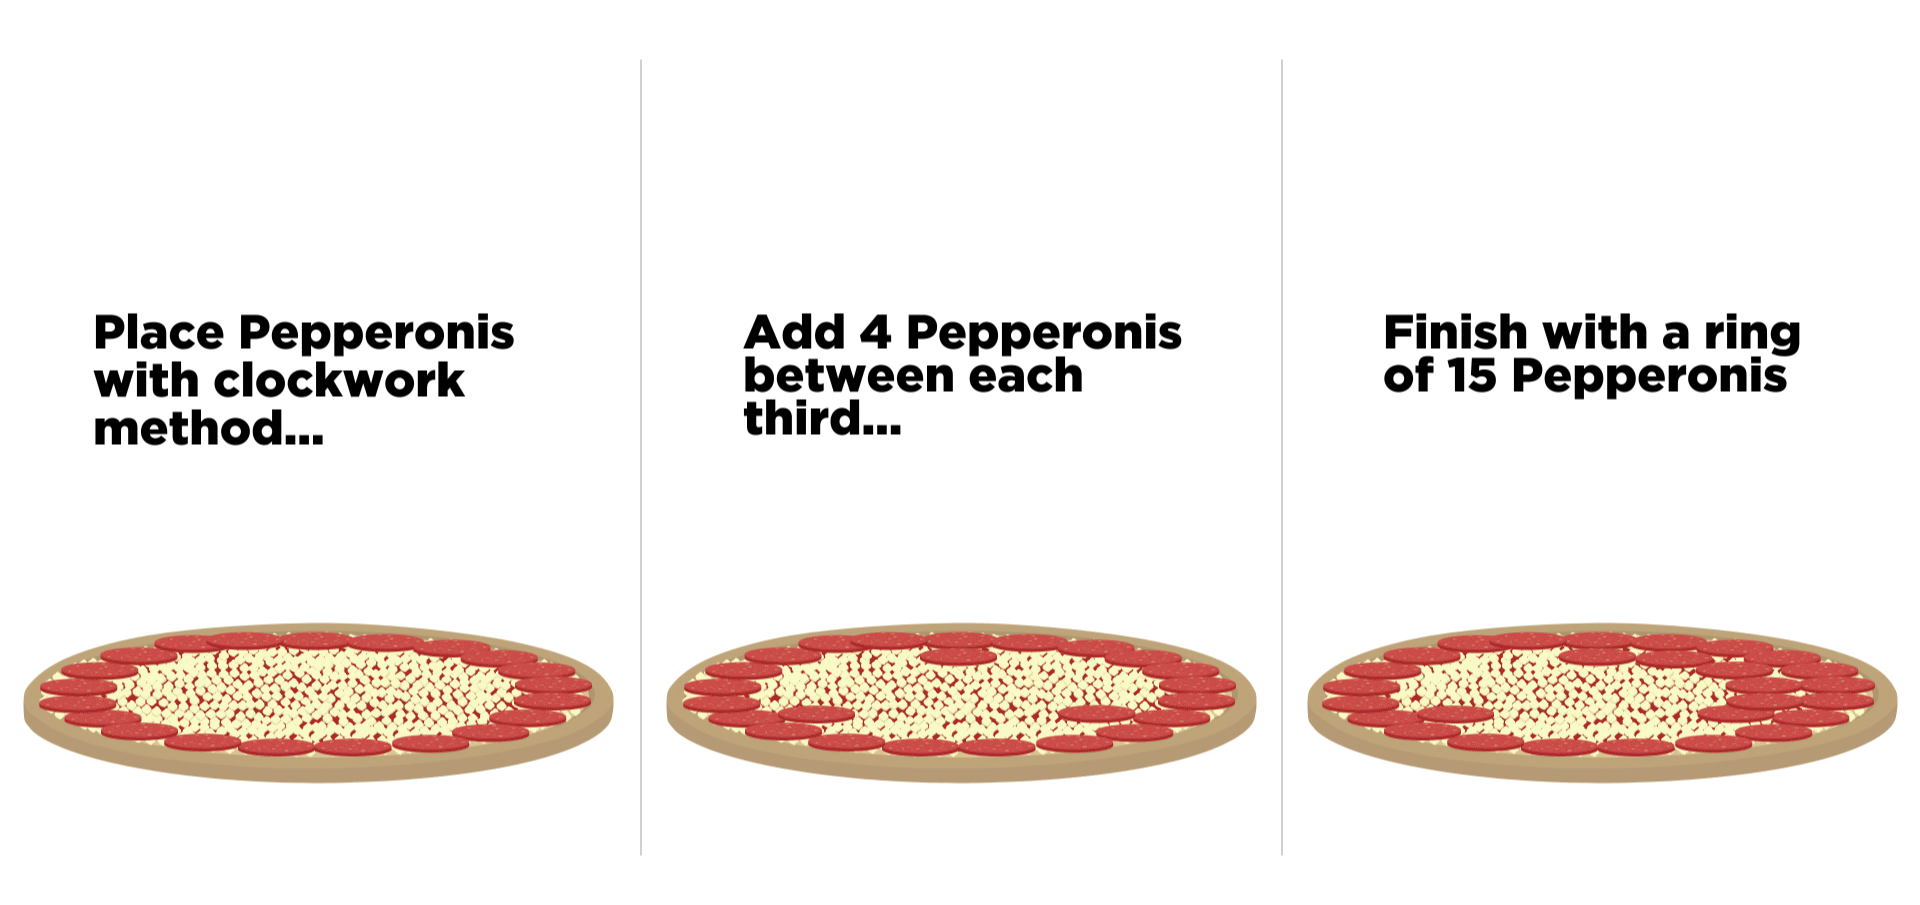 Place Pepperonis
with clockwork
method...
Add 4 Pepperonis
between each
third...
Finish with a ring
of 15 Pepperonis